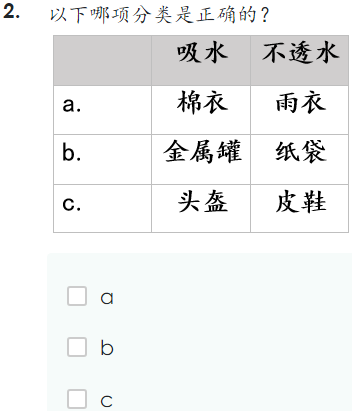 2. 以下哪项分类是正确的？
吸水 不透水
a. 棉衣 雨衣
b. 金属罐 纸袋
c. 头盔 皮鞋
a
b
c